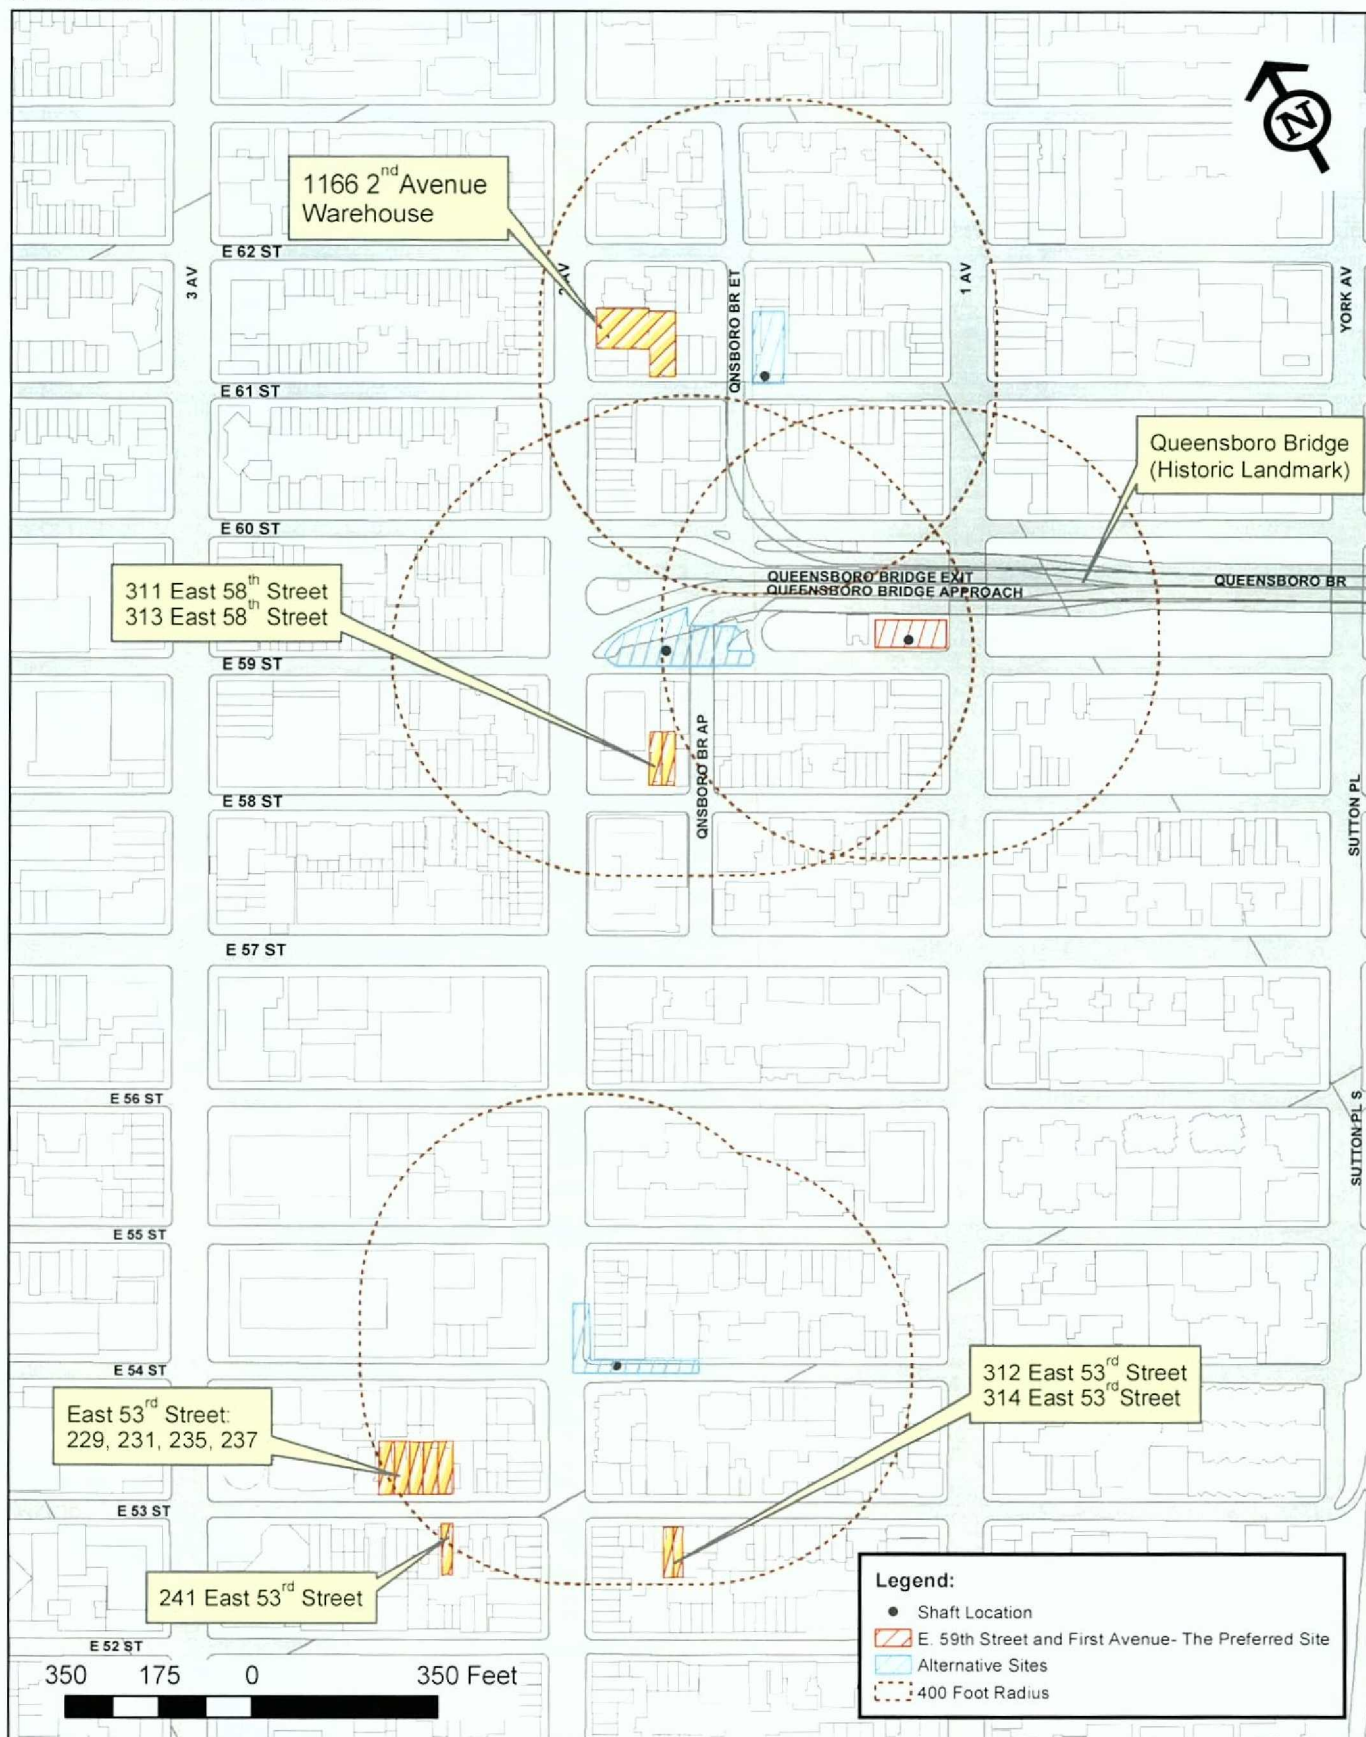 N
1166 2nd Avenue
Warehouse
E 62 ST
3 AV
QNSBORO BR ET
1 AV
YORK AV
E 61 ST
Queensboro Bridge
(Historic Landmark)
E 60 ST
QUEENSBORO BRIDGE EXIT
QUEENSBORO BR
QUEENSBORO BRIDGE APPROACH
311 East 58th Street
313 East 58th Street
E 59 ST
QNSBORO BR AP
E 58 ST
SUTTON PL
E 57 ST
E 56 ST
SUTTON PL S
E 55 ST
E 54 ST
312 East 53rd Street
314 East 53rd Street
East 53rd Street:
229, 231, 235, 237
E 53 ST
241 East 53rd Street
E 52 ST
350 175 0 350 Feet
Legend:
Shaft Location
E. 59th Street and First Avenue- The Preferred Site
Alternative Sites
400 Foot Radius